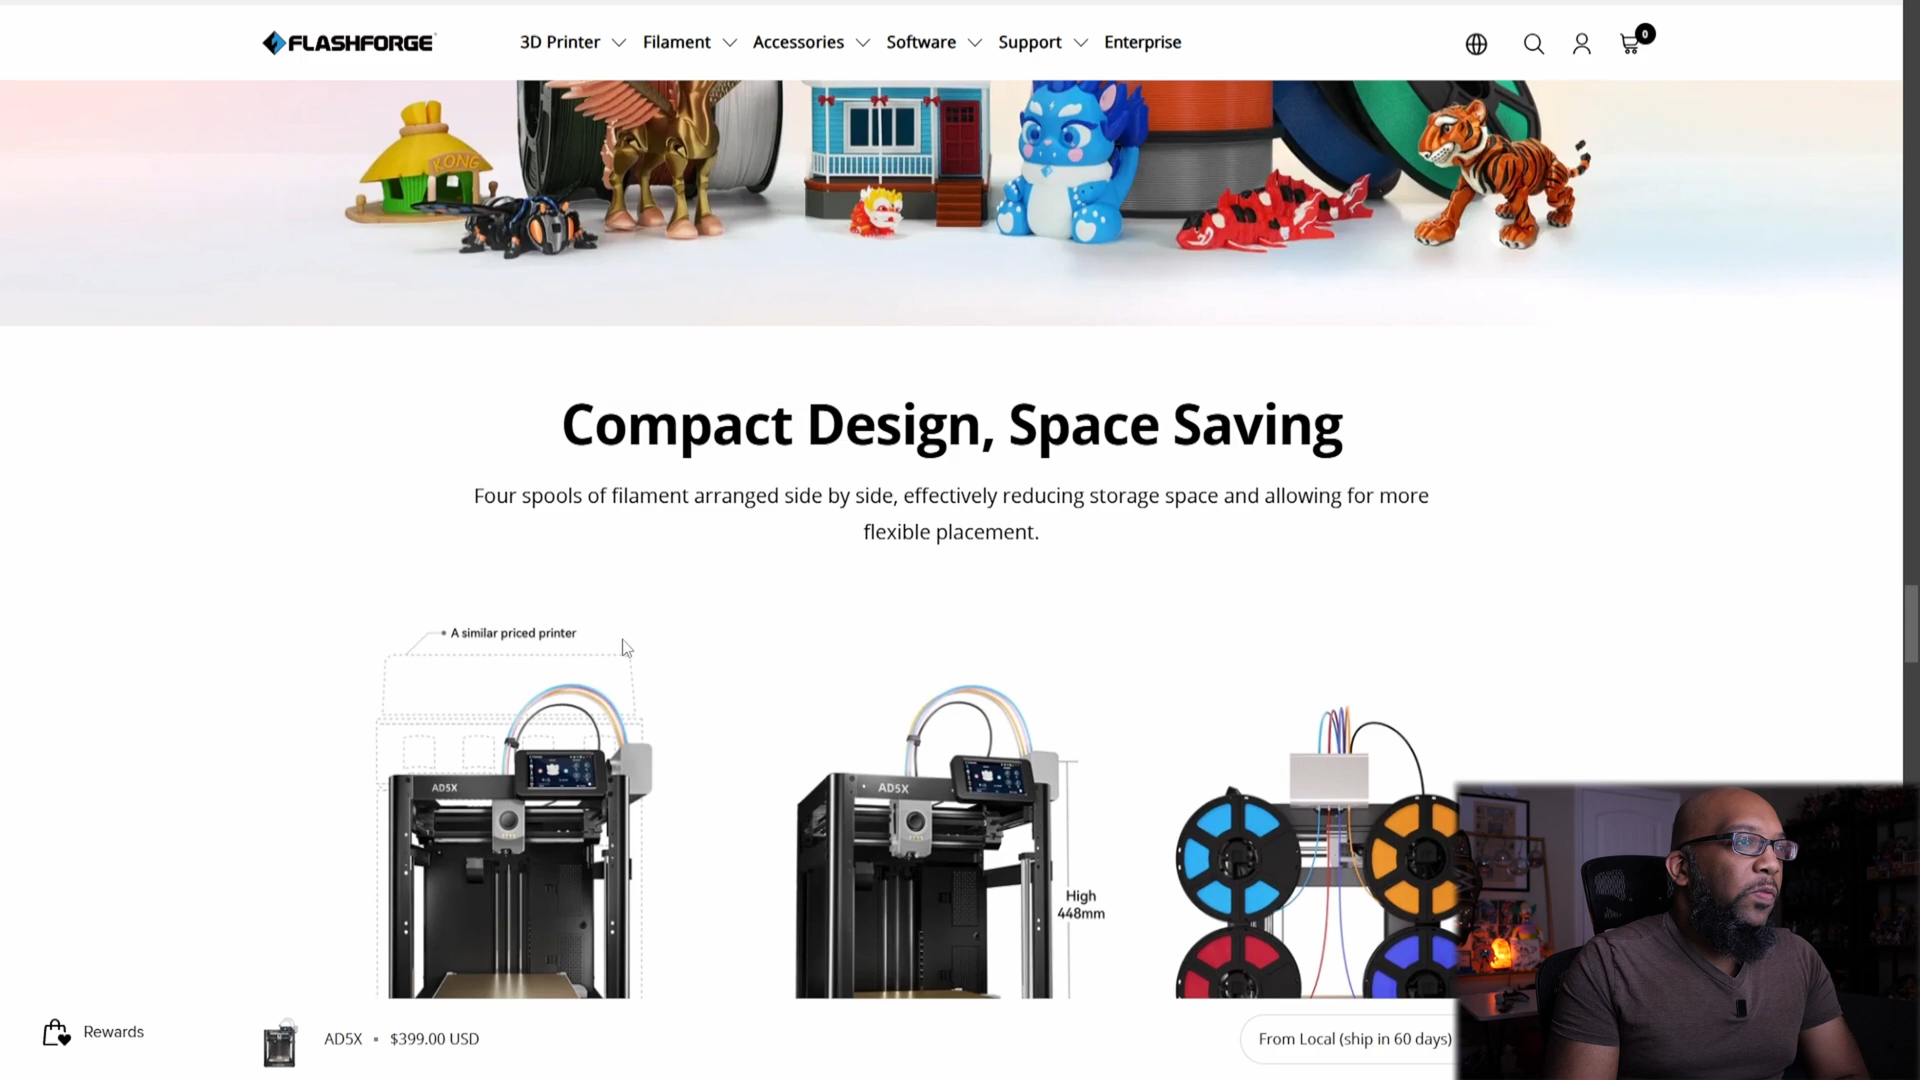 FLASHFORGE
3D Printer
Filament
Accessories
Software
Support
Enterprise
0
KONG
Compact Design, Space Saving
Four spools of filament arranged side by side, effectively reducing storage space and allowing for more
flexible placement.
A similar priced printer
AD5X
AD5X
High
448mm
Rewards
AD5X • $399.00 USD
From Local (ship in 60 days)